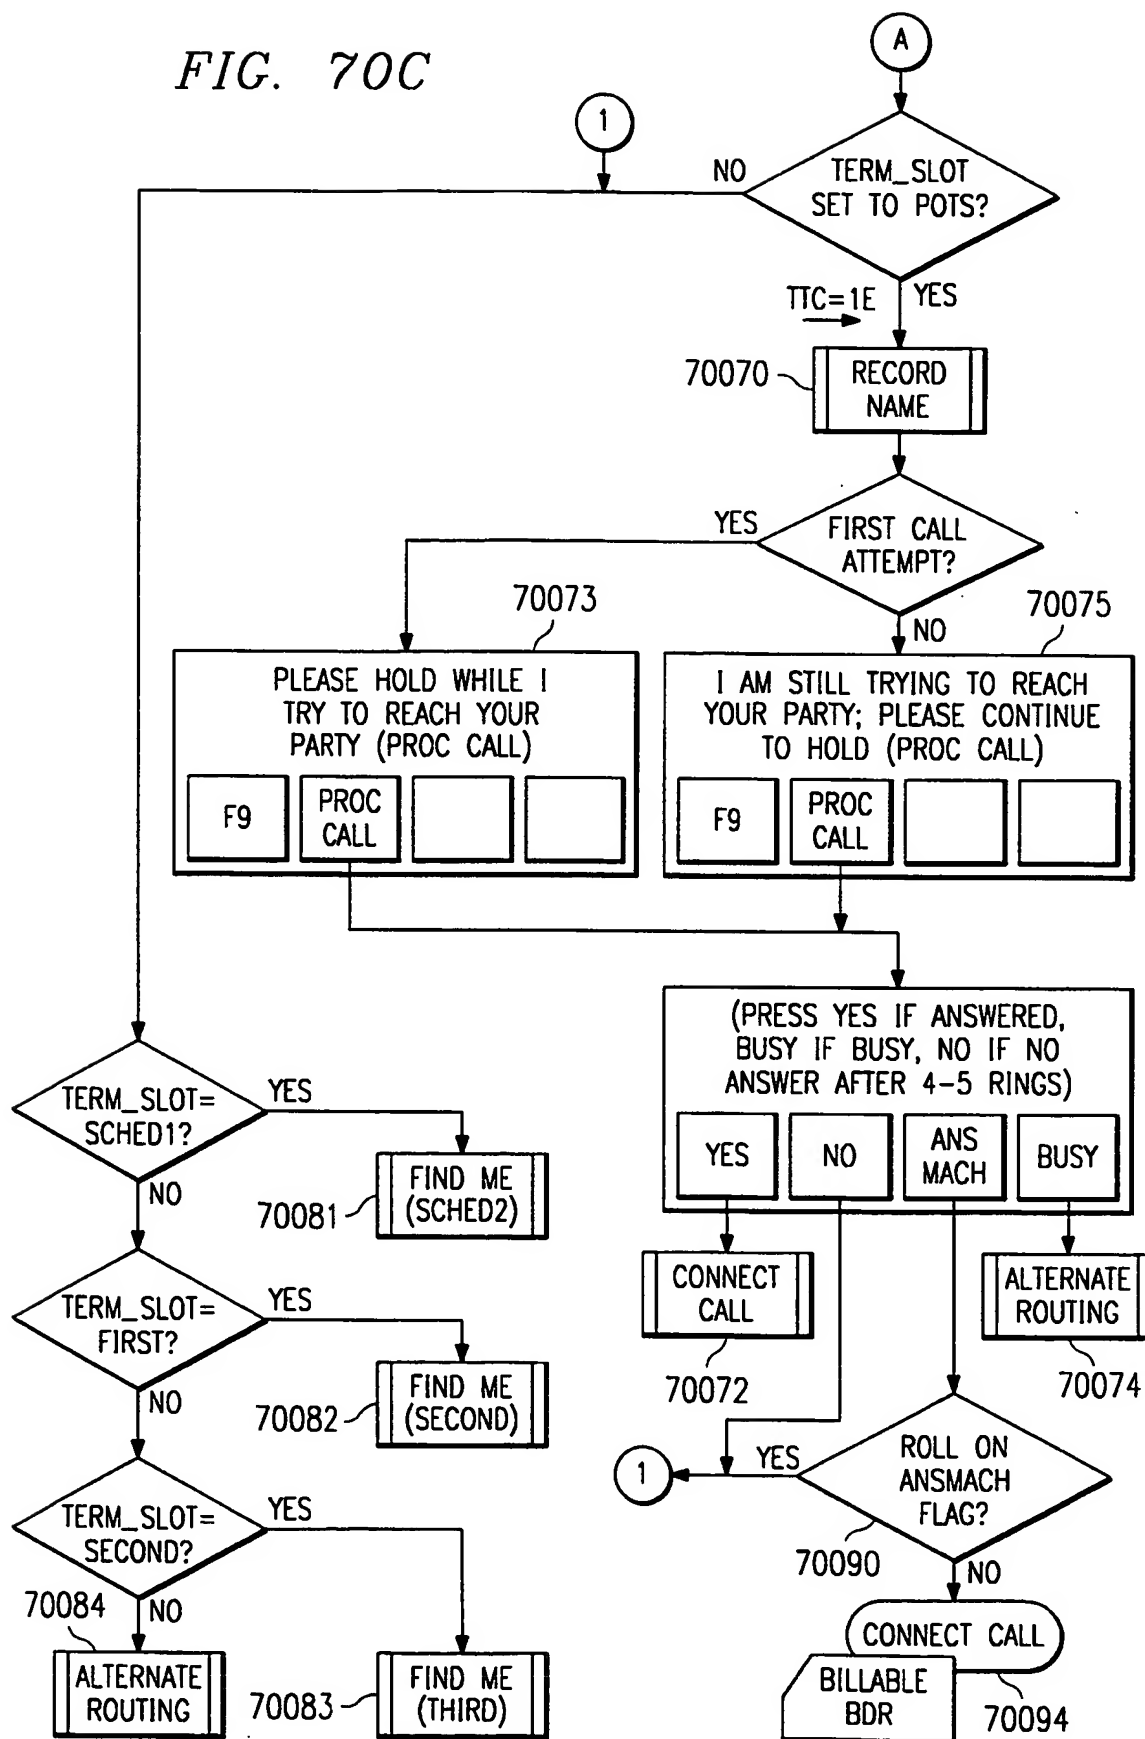 FIG. 70C
A
1
NO
TERM_SLOT
SET TO POTS?
TTC=1E
YES
70070
RECORD
NAME
YES
FIRST CALL
ATTEMPT?
NO
70073
70075
PLEASE HOLD WHILE I
TRY TO REACH YOUR
PARTY (PROC CALL)
F9
PROC
CALL
I AM STILL TRYING TO REACH
YOUR PARTY; PLEASE CONTINUE
TO HOLD (PROC CALL)
F9
PROC
CALL
(PRESS YES IF ANSWERED,
BUSY IF BUSY, NO IF NO
ANSWER AFTER 4-5 RINGS)
YES
NO
ANS
MACH
BUSY
TERM_SLOT=
SCHED1?
YES
NO
70081
FIND ME
(SCHED2)
CONNECT
CALL
70072
ALTERNATE
ROUTING
70074
TERM_SLOT=
FIRST?
YES
NO
70082
FIND ME
(SECOND)
1
YES
ROLL ON
ANSMACH
FLAG?
70090
NO
TERM_SLOT=
SECOND?
YES
NO
70084
ALTERNATE
ROUTING
70083
FIND ME
(THIRD)
CONNECT CALL
BILLABLE
BDR
70094